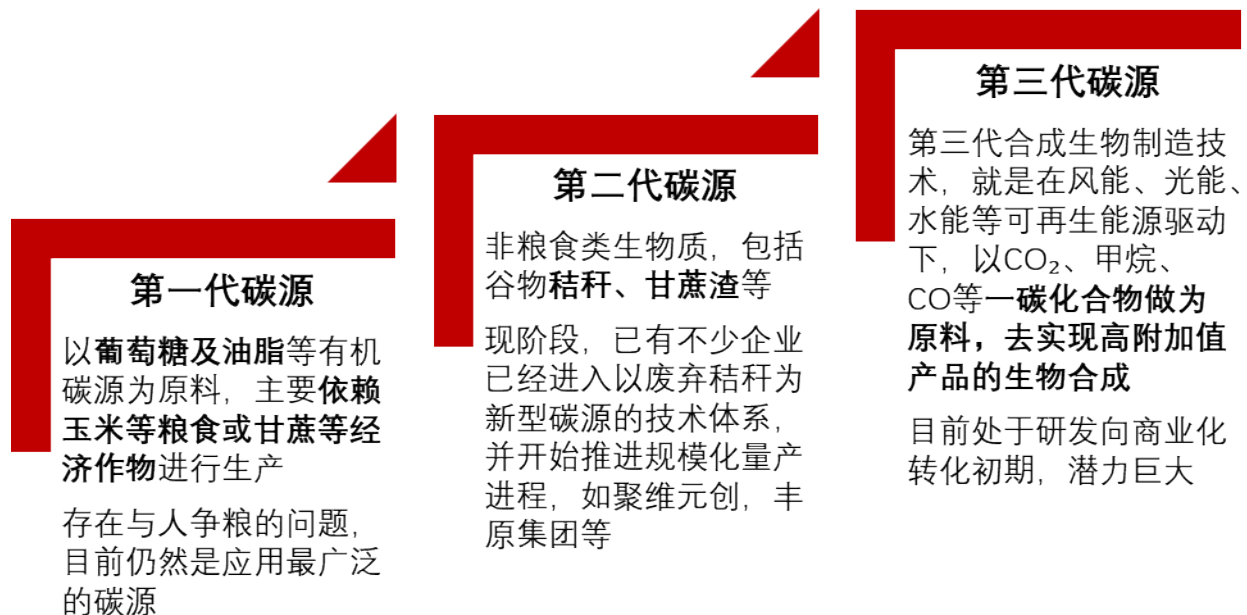 第一代碳源
以葡萄糖及油脂等有机
碳源为原料，主要依赖
玉米等粮食或甘蔗等经
济作物进行生产
存在与人争粮的问题，
目前仍然是应用最广泛
的碳源
第二代碳源
非粮食类生物质，包括
谷物秸秆、甘蔗渣等
现阶段，已有不少企业
已经进入以废弃秸秆为
新型碳源的技术体系，
并开始推进规模化量产
进程，如聚维元创，丰
原集团等
第三代碳源
第三代合成生物制造技
术，就是在风能、光能、
水能等可再生能源驱动
下，以CO₂、甲烷、
CO等一碳化合物做为
原料，去实现高附加值
产品的生物合成
目前处于研发向商业化
转化初期，潜力巨大